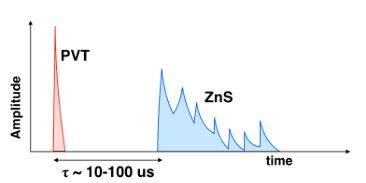 PVT
ZnS
Amplitude
time
τ ~ 10-100 us